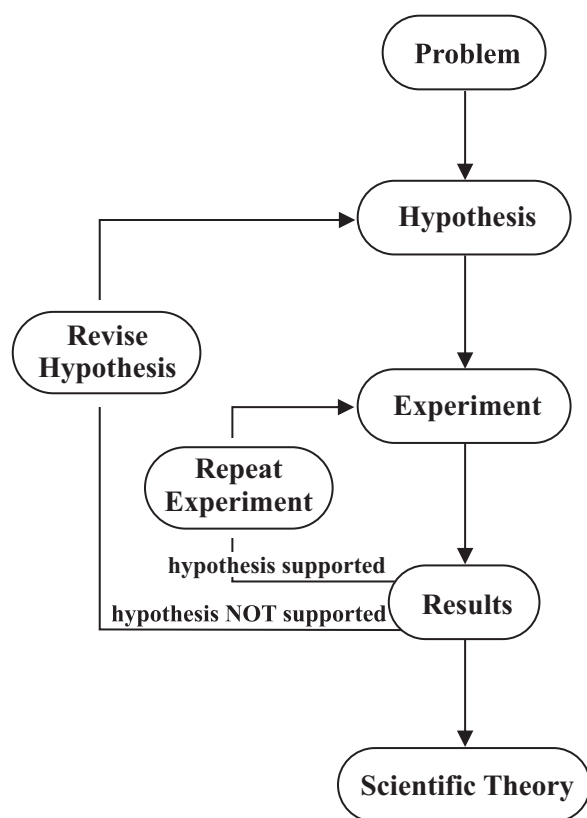 Problem
Hypothesis
Revise
Hypothesis
Experiment
Repeat
Experiment
hypothesis supported
Results
hypothesis NOT supported
Scientific Theory